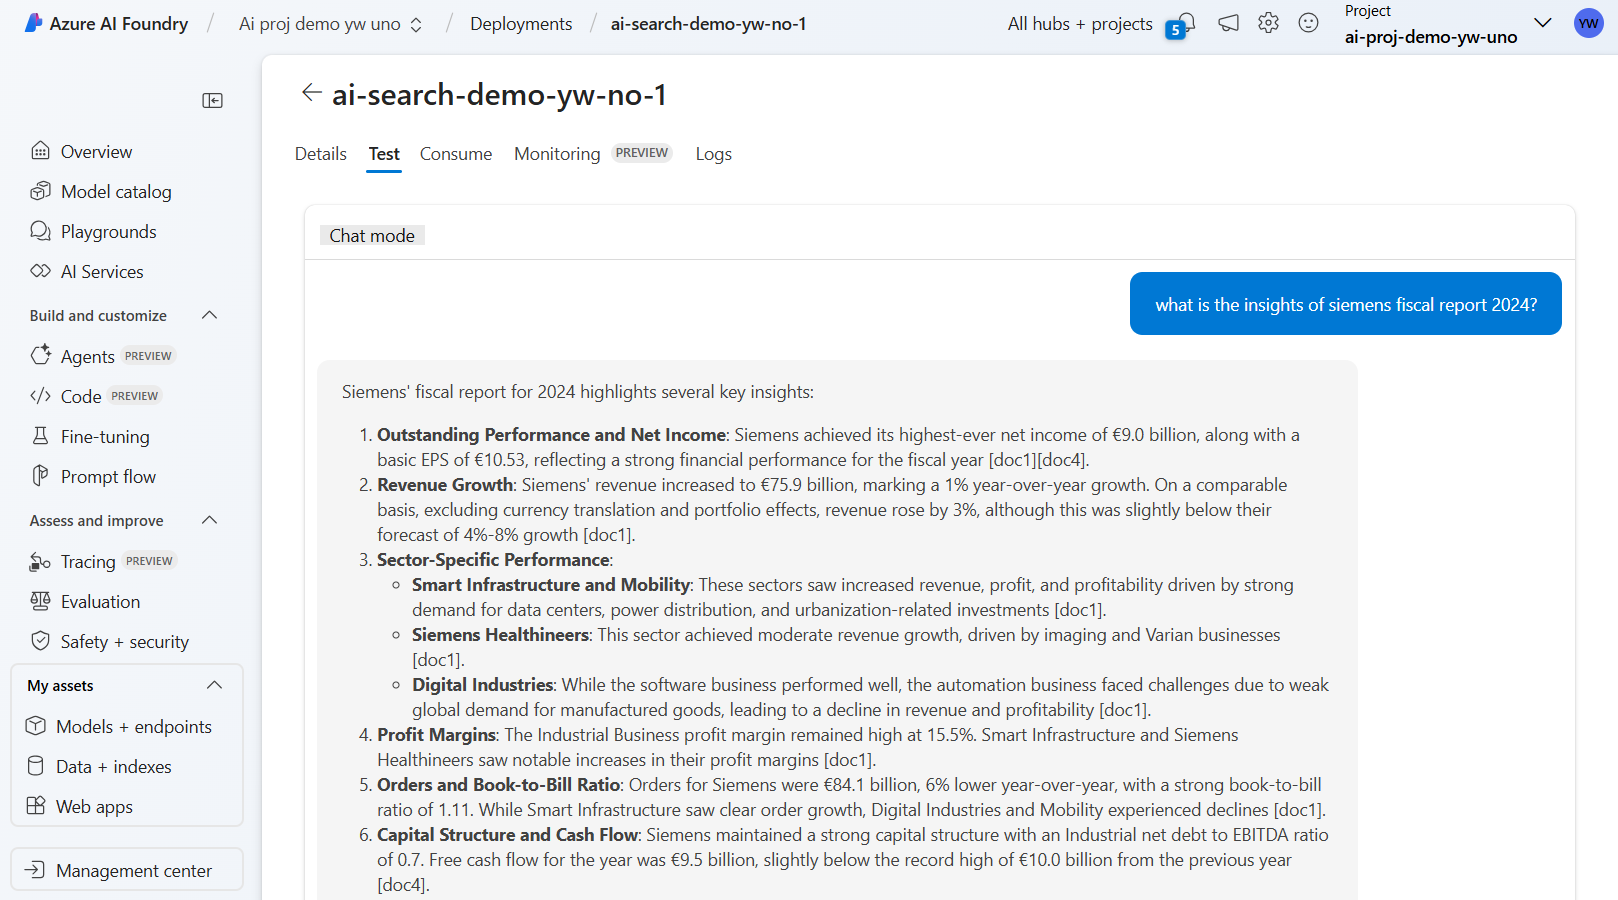 Azure AI Foundry / Ai proj demo yw uno / Deployments / ai-search-demo-yw-no-1
All hubs + projects
5
Project
ai-proj-demo-yw-uno
YW
Overview
Model catalog
Playgrounds
AI Services
Build and customize
Agents PREVIEW
Code PREVIEW
Fine-tuning
Prompt flow
Assess and improve
Tracing PREVIEW
Evaluation
Safety + security
My assets
Models + endpoints
Data + indexes
Web apps
Management center
ai-search-demo-yw-no-1
Details Test Consume Monitoring PREVIEW Logs
Chat mode
what is the insights of siemens fiscal report 2024?
Siemens' fiscal report for 2024 highlights several key insights:
1. Outstanding Performance and Net Income: Siemens achieved its highest-ever net income of €9.0 billion, along with a
basic EPS of €10.53, reflecting a strong financial performance for the fiscal year [doc1][doc4].
2. Revenue Growth: Siemens' revenue increased to €75.9 billion, marking a 1% year-over-year growth. On a comparable
basis, excluding currency translation and portfolio effects, revenue rose by 3%, although this was slightly below their
forecast of 4%-8% growth [doc1].
3. Sector-Specific Performance:
◦ Smart Infrastructure and Mobility: These sectors saw increased revenue, profit, and profitability driven by strong
demand for data centers, power distribution, and urbanization-related investments [doc1].
◦ Siemens Healthineers: This sector achieved moderate revenue growth, driven by imaging and Varian businesses
[doc1].
◦ Digital Industries: While the software business performed well, the automation business faced challenges due to weak
global demand for manufactured goods, leading to a decline in revenue and profitability [doc1].
4. Profit Margins: The Industrial Business profit margin remained high at 15.5%. Smart Infrastructure and Siemens
Healthineers saw notable increases in their profit margins [doc1].
5. Orders and Book-to-Bill Ratio: Orders for Siemens were €84.1 billion, 6% lower year-over-year, with a strong book-to-bill
ratio of 1.11. While Smart Infrastructure saw clear order growth, Digital Industries and Mobility experienced declines [doc1].
6. Capital Structure and Cash Flow: Siemens maintained a strong capital structure with an Industrial net debt to EBITDA ratio
of 0.7. Free cash flow for the year was €9.5 billion, slightly below the record high of €10.0 billion from the previous year
[doc4].